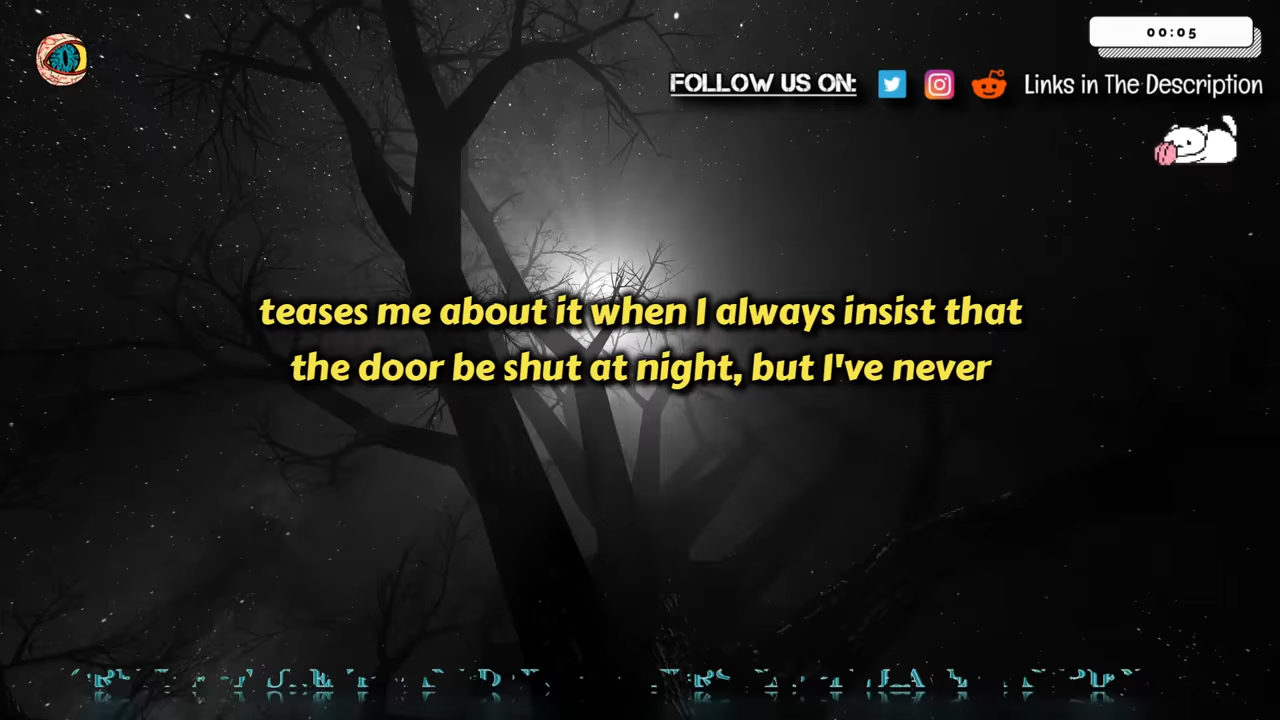 00:05
FOLLOW US ON:
Links in The Description
teases me about it when I always insist that
the door be shut at night, but I've never